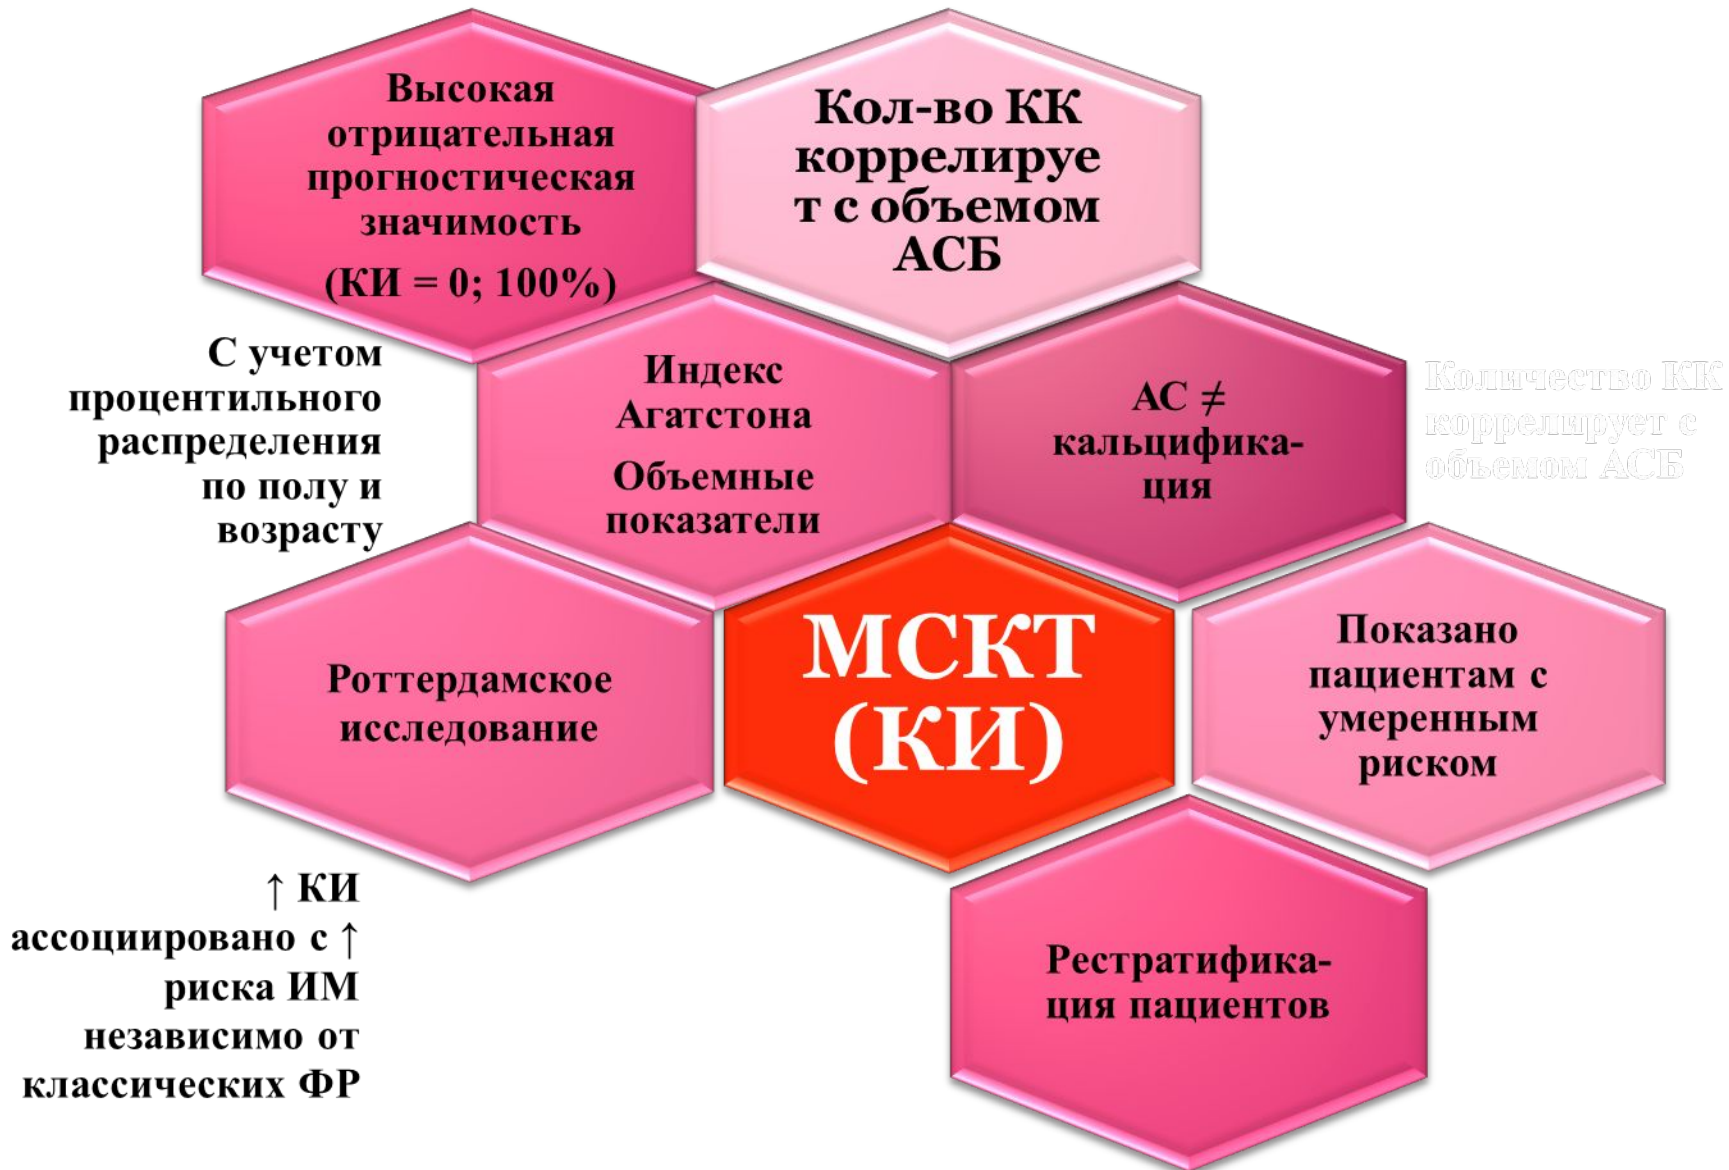 Высокая
отрицательная
прогностическая
значимость
(КИ = 0; 100%)
Кол-во КК
коррелируе
т с объемом
АСБ
С учетом
процентильного
распределения
по полу и
возрасту
Индекс
Агатстона
Объемные
показатели
АС ≠
кальцифика-
ция
Количество КК
коррелирует с
объемом АСБ
Роттердамское
исследование
МСКТ
(КИ)
Показано
пациентам с
умеренным
риском
↑ КИ
ассоциировано с ↑
риска ИМ
независимо от
классических ФР
Рестратифика-
ция пациентов